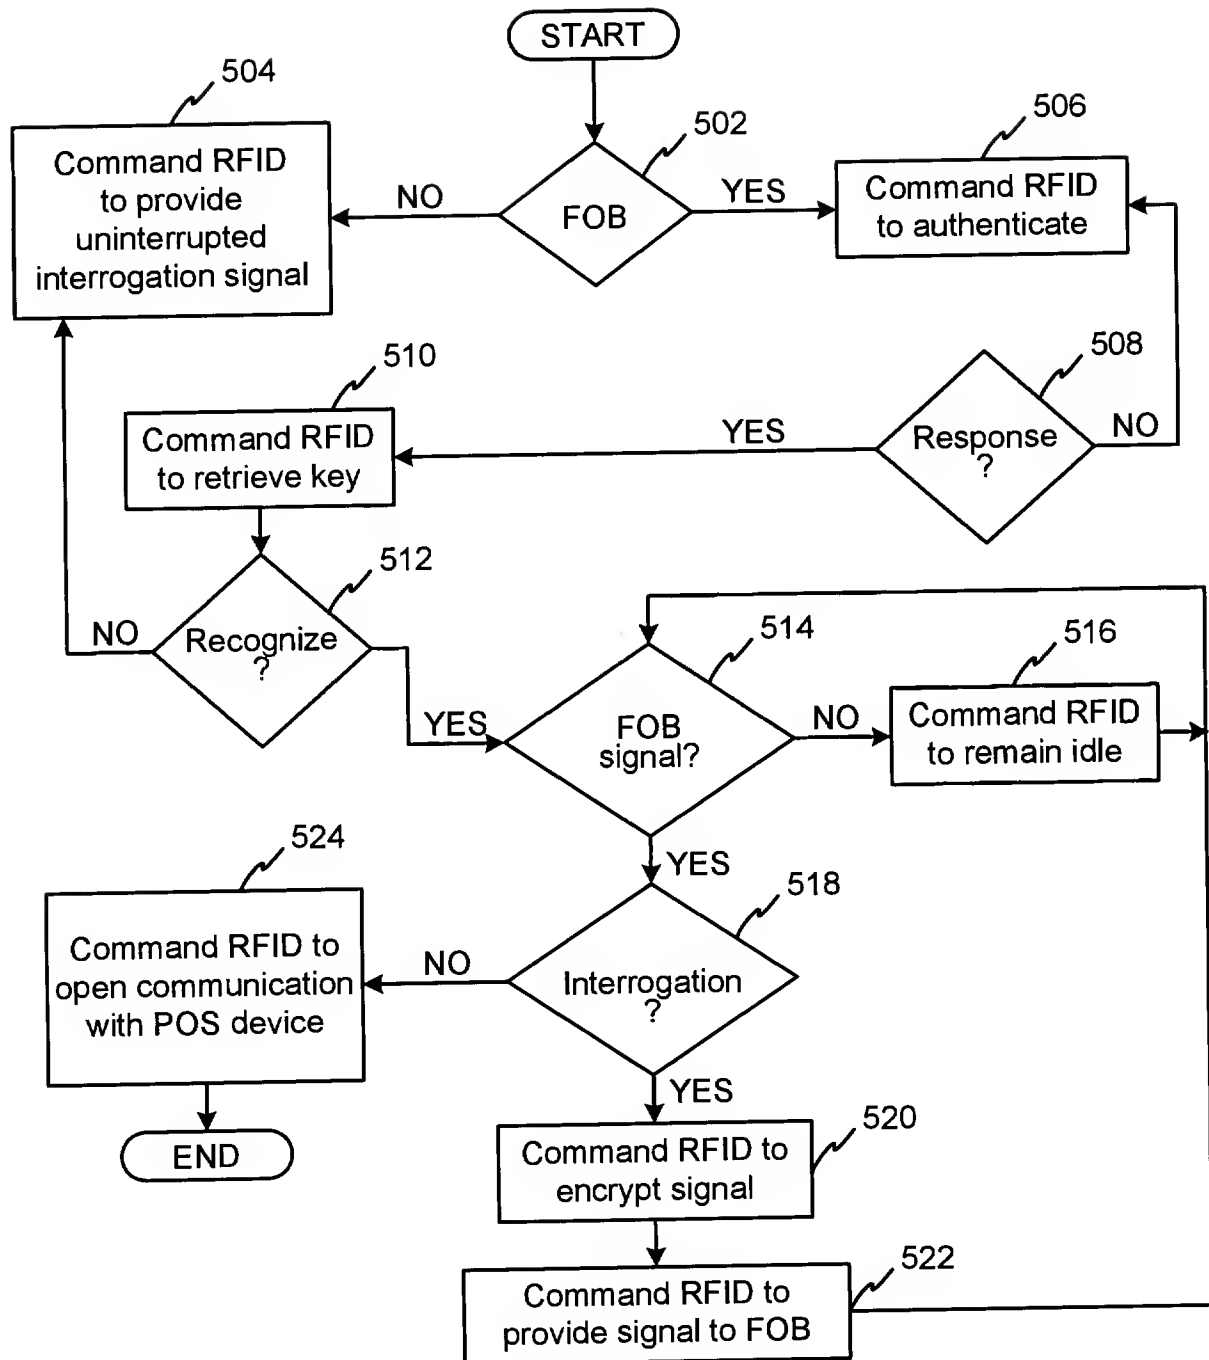 START
504
502
506
Command RFID
to provide
uninterrupted
interrogation signal
NO
FOB
YES
Command RFID
to authenticate
510
508
Command RFID
to retrieve key
YES
Response
?
NO
512
NO
Recognize
?
YES
514
516
FOB
signal?
NO
Command RFID
to remain idle
524
YES
518
Command RFID to
open communication
with POS device
NO
Interrogation
?
YES
END
520
Command RFID to
encrypt signal
522
Command RFID to
provide signal to FOB